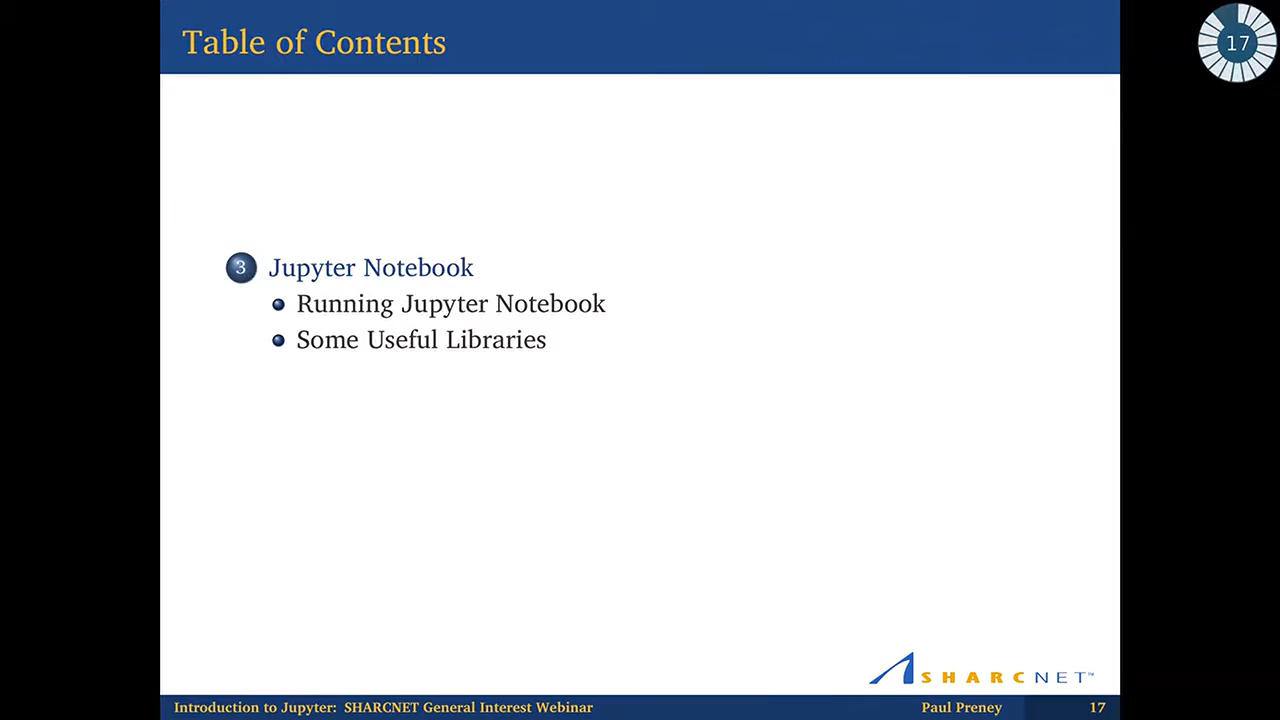 Table of Contents
17
3 Jupyter Notebook
Running Jupyter Notebook
Some Useful Libraries
SHARCNET™
Introduction to Jupyter: SHARCNET General Interest Webinar Paul Preney 17